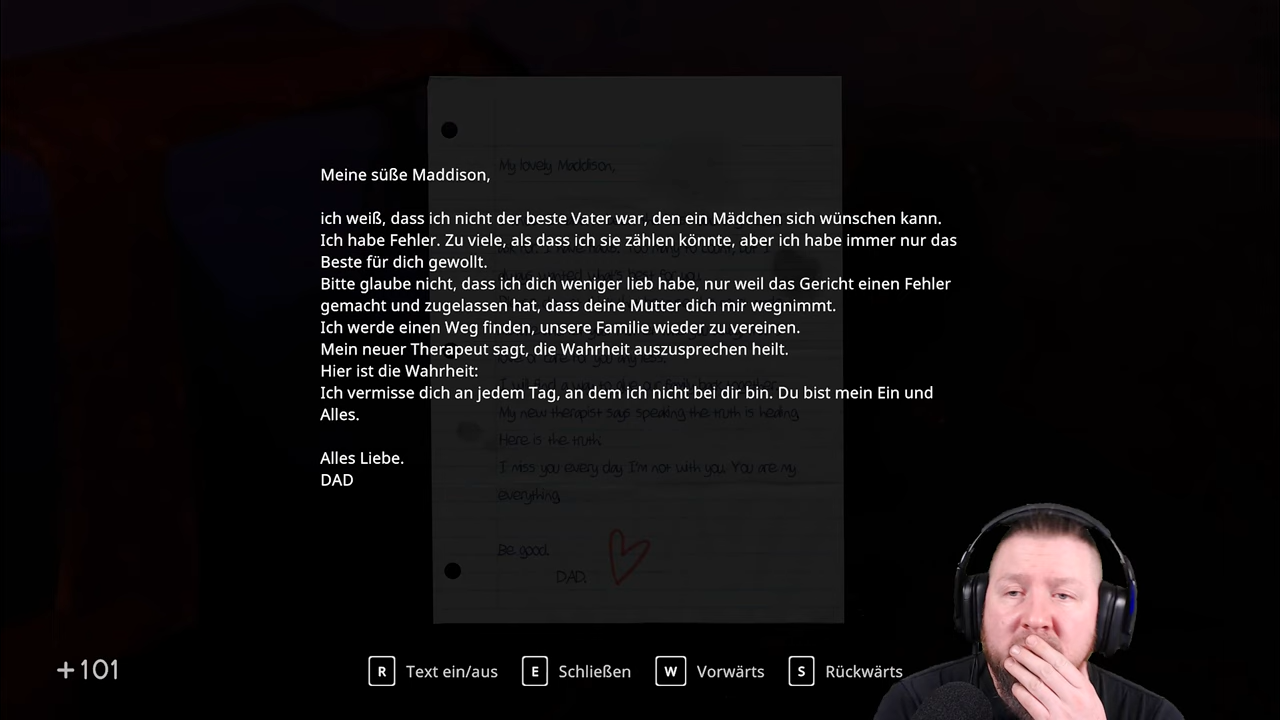 Meine süße Maddison,
ich weiß, dass ich nicht der beste Vater war, den ein Mädchen sich wünschen kann.
Ich habe Fehler. Zu viele, als dass ich sie zählen könnte, aber ich habe immer nur das
Beste für dich gewollt.
Bitte glaube nicht, dass ich dich weniger lieb habe, nur weil das Gericht einen Fehler
gemacht und zugelassen hat, dass deine Mutter dich mir wegnimmt.
Ich werde einen Weg finden, unsere Familie wieder zu vereinen.
Mein neuer Therapeut sagt, die Wahrheit auszusprechen heilt.
Hier ist die Wahrheit:
Ich vermisse dich an jedem Tag, an dem ich nicht bei dir bin. Du bist mein Ein und
Alles.
Alles Liebe.
DAD
My lovely Maddison,
always wanted what's best for you.
My new therapist says speaking the truth is healing.
Here is the truth.
I miss you every day I'm not with you. You are my
everything.
Be good.
DAD.
+101
R Text ein/aus E Schließen W Vorwärts S Rückwärts